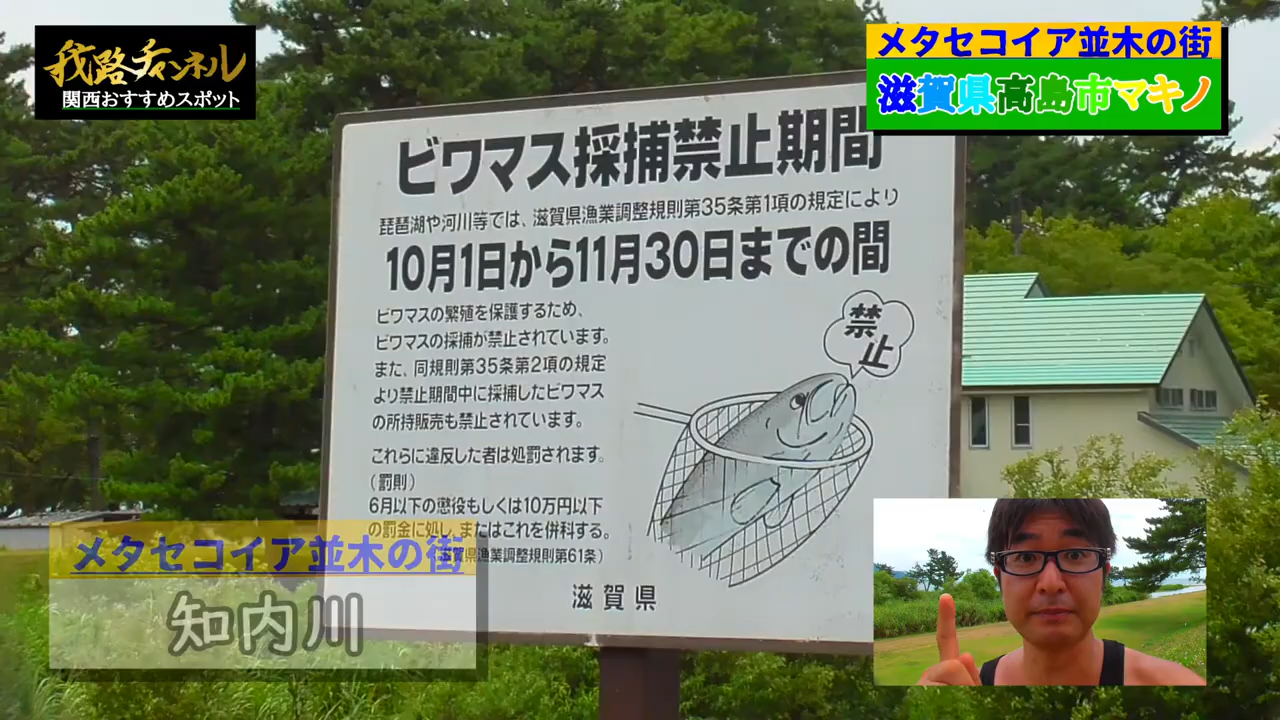 我路チャンネル
関西おすすめスポット
メタセコイア並木の街
滋賀県高島市マキノ
ビワマス採捕禁止期間
琵琶湖や河川等では、滋賀県漁業調整規則第35条第1項の規定により
10月1日から11月30日までの間
ビワマスの繁殖を保護するため、
ビワマスの採捕が禁止されています。
また、同規則第35条第2項の規定
より禁止期間中に採捕したビワマス
の所持販売も禁止されています。
これらに違反した者は処罰されます。
(罰則)
6月以下の懲役もしくは10万円以下
の罰金に処し、またはこれを併科する。
滋賀県漁業調整規則第61条)
滋賀県
禁止
メタセコイア並木の街
知内川